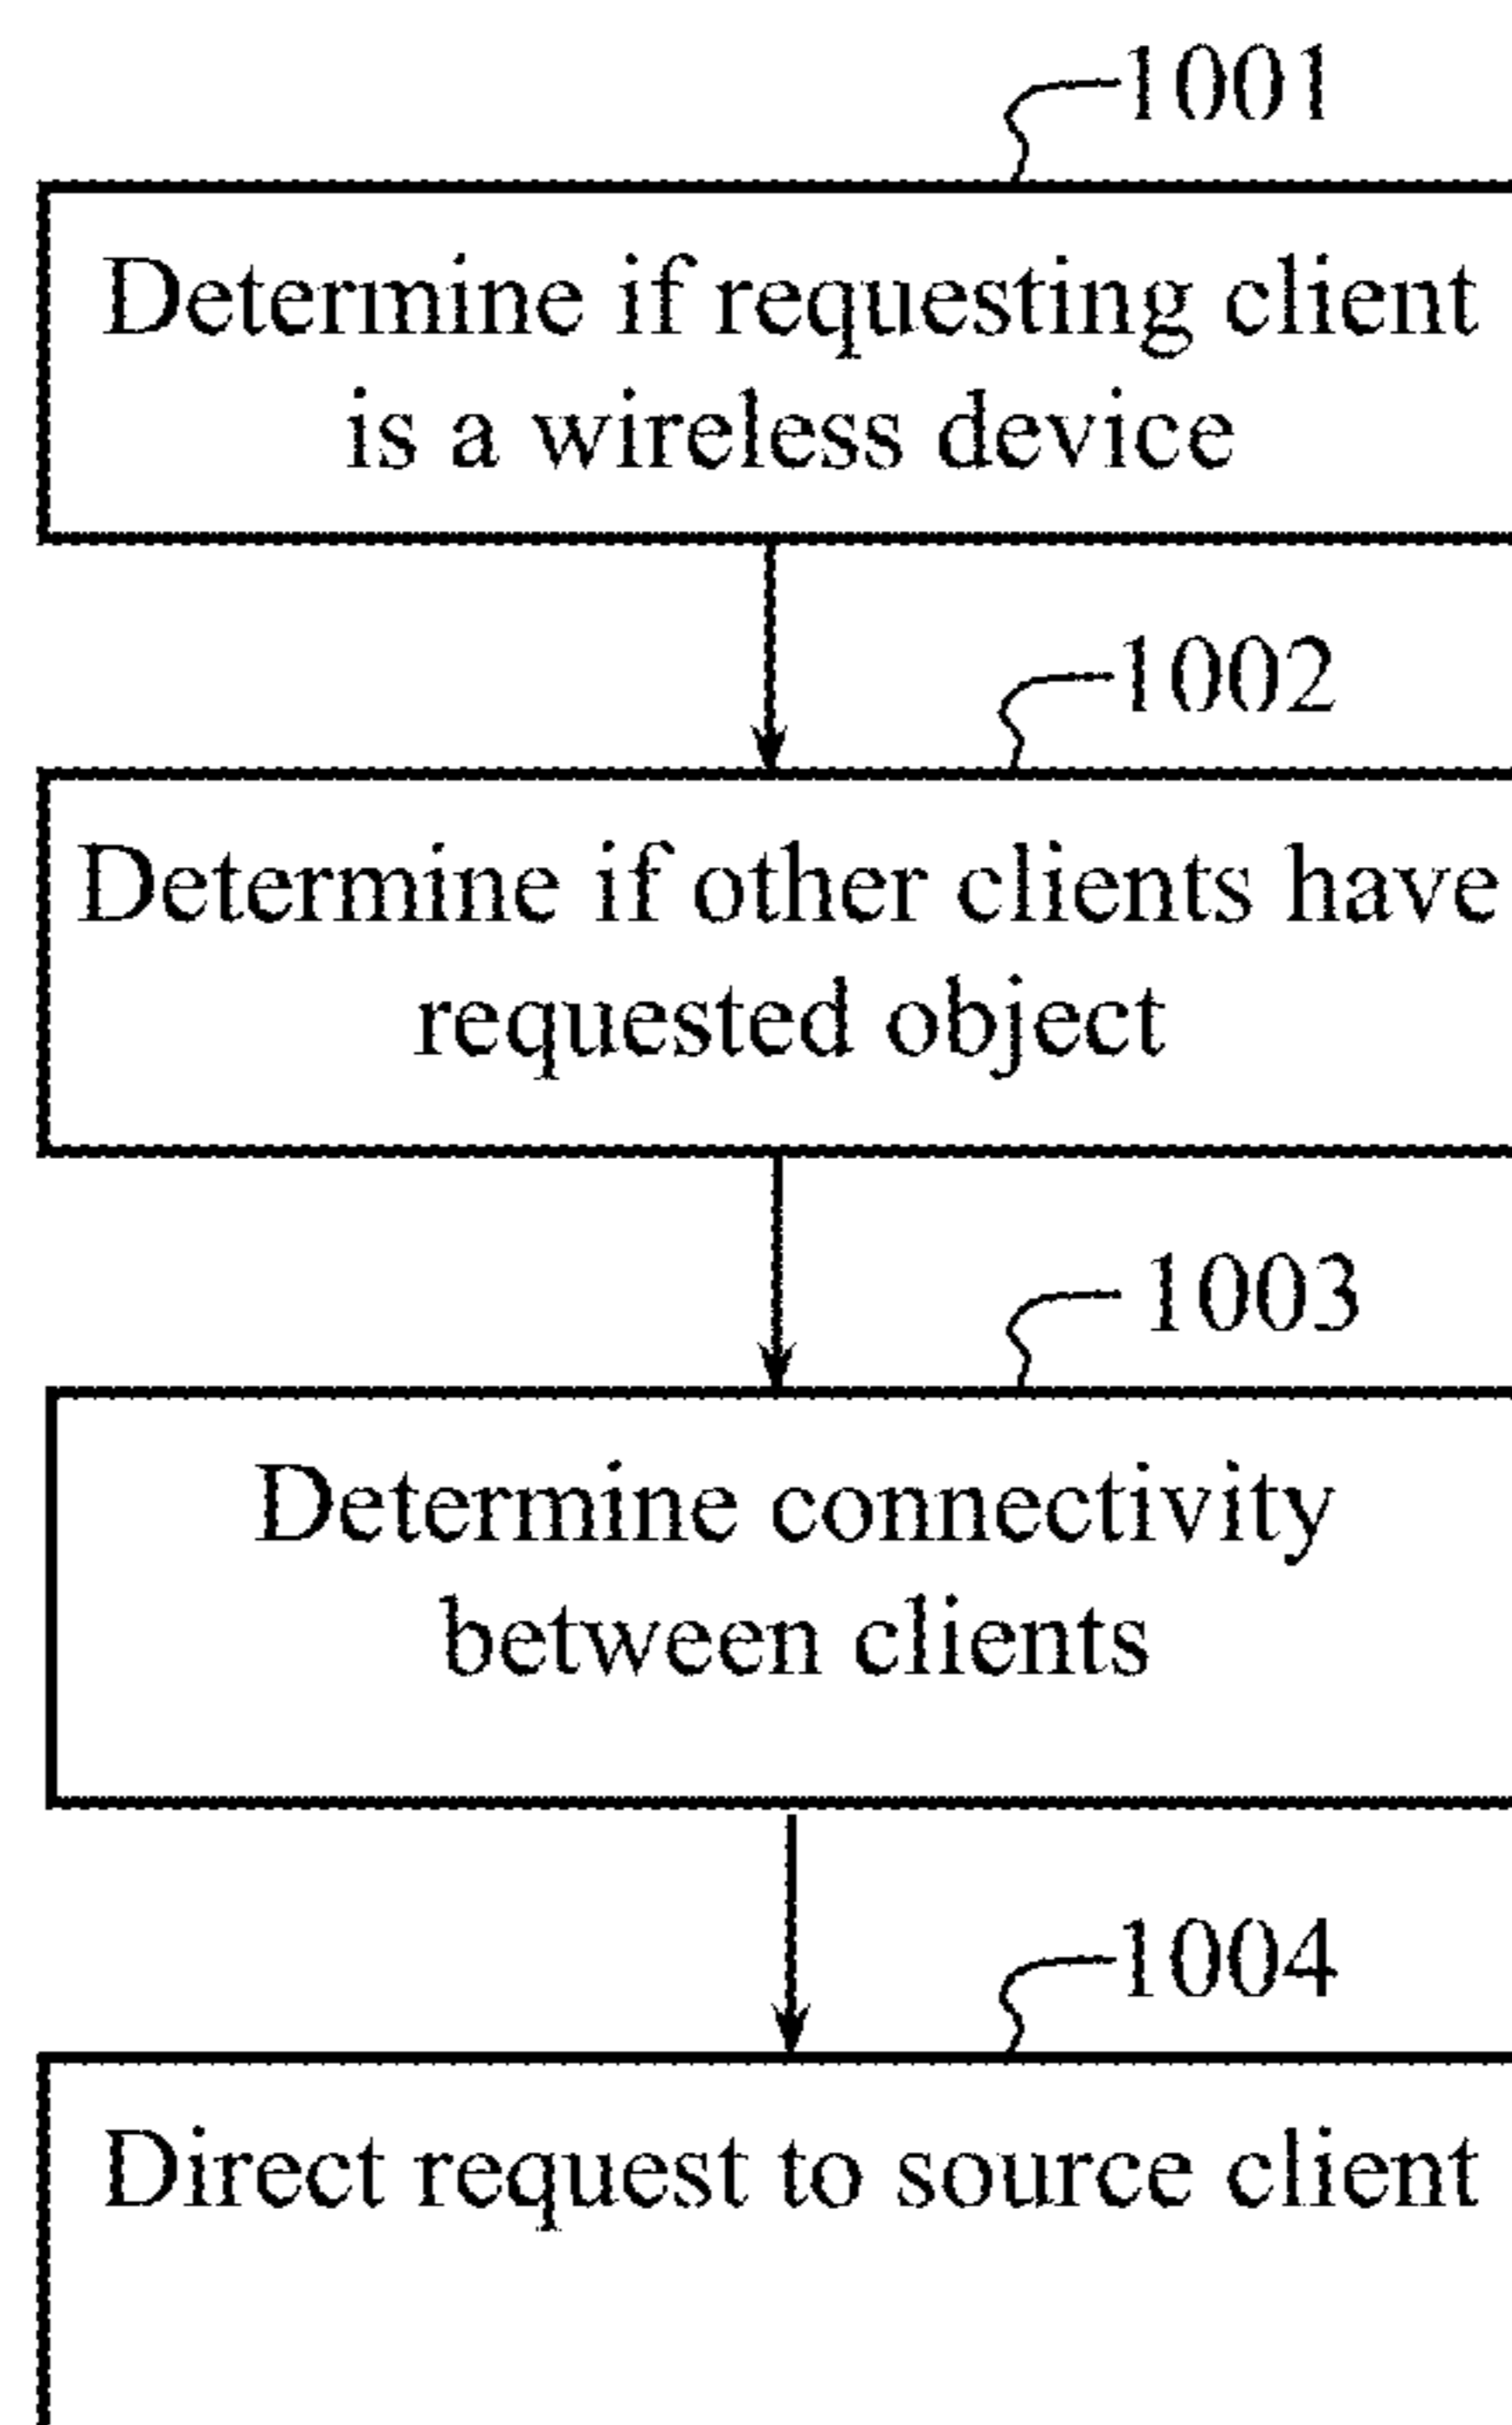 1001
Determine if requesting client
is a wireless device
1002
Determine if other clients have
requested object
1003
Determine connectivity
between clients
1004
Direct request to source client